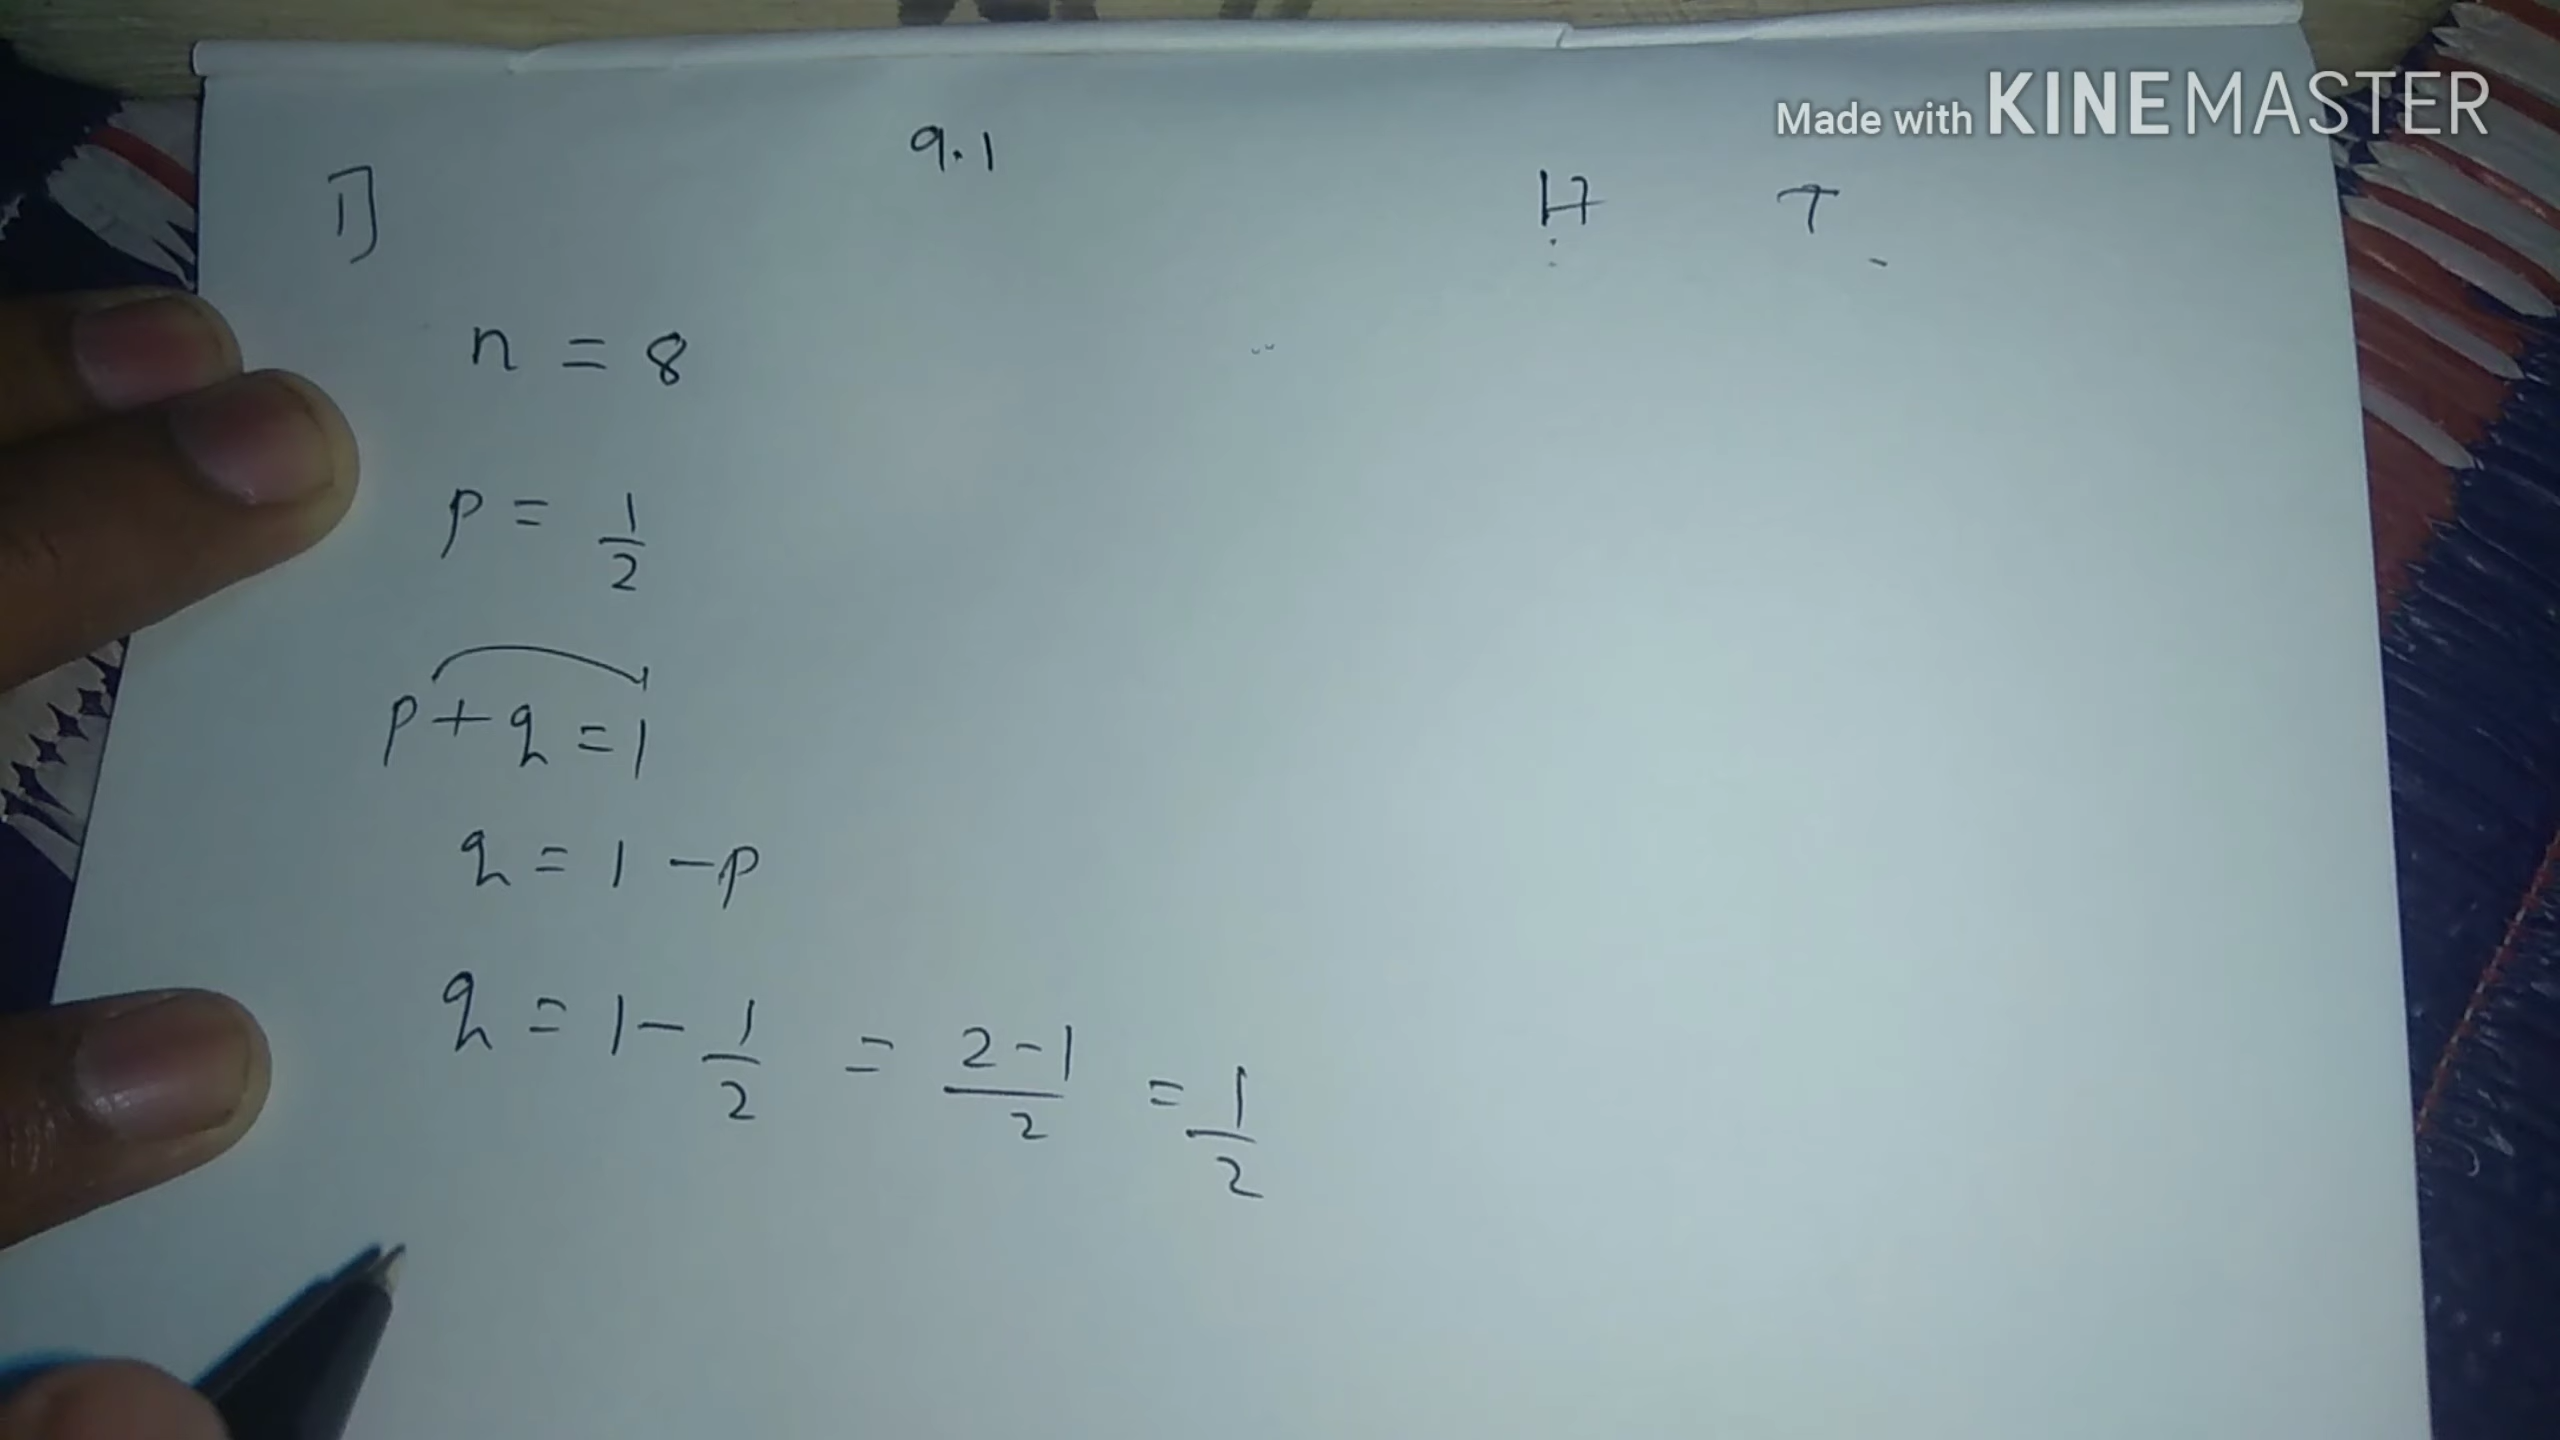 Made with KINEMASTER
9.1
1]
H T
n = 8
p = 1/2
p + q = 1
q = 1 - p
q = 1 - 1/2 = 2-1/2 = 1/2